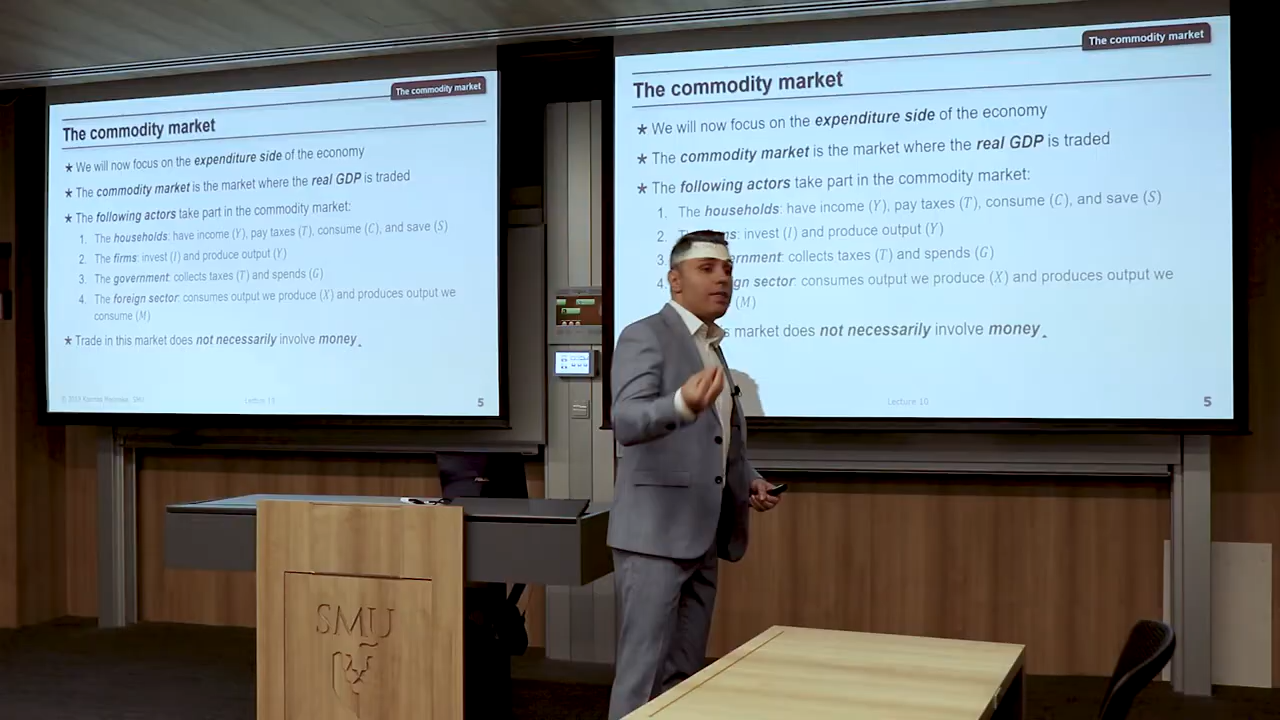 The commodity market
The commodity market
★ We will now focus on the expenditure side of the economy
★ The commodity market is the market where the real GDP is traded
★ The following actors take part in the commodity market:
1. The households: have income (Y), pay taxes (T), consume (C), and save (S)
2. The firms: invest (I) and produce output (Y)
3. The government: collects taxes (T) and spends (G)
4. The foreign sector: consumes output we produce (X) and produces output we
consume (M)
★ Trade in this market does not necessarily involve money.
5
The commodity market
The commodity market
★ We will now focus on the expenditure side of the economy
★ The commodity market is the market where the real GDP is traded
★ The following actors take part in the commodity market:
1. The households: have income (Y), pay taxes (T), consume (C), and save (S)
2. invest (I) and produce output (Y)
3. collects taxes (T) and spends (G)
4. sector: consumes output we produce (X) and produces output we
(M)
market does not necessarily involve money.
Lecture 10
5
SMU